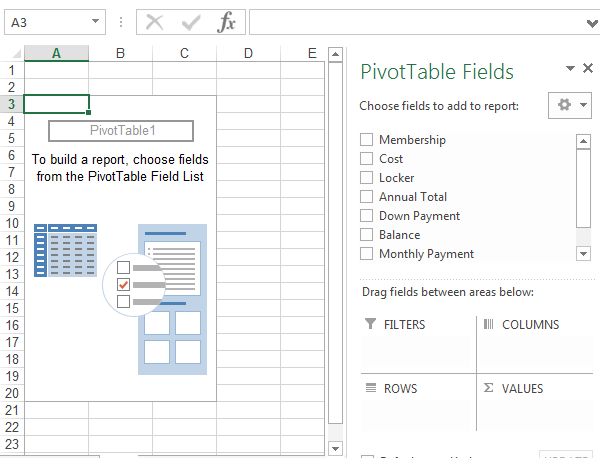 A3
fx
A B C D E
1
2
3
4
5
6
7
8
9
10
11
12
13
14
15
16
17
18
19
20
21
22
23
PivotTable1
To build a report, choose fields
from the PivotTable Field List
PivotTable Fields
Choose fields to add to report:
Membership
Cost
Locker
Annual Total
Down Payment
Balance
Monthly Payment
Drag fields between areas below:
FILTERS
COLUMNS
ROWS
Σ VALUES